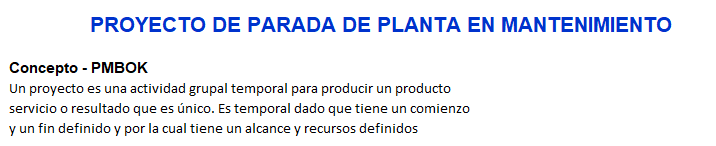 PROYECTO DE PARADA DE PLANTA EN MANTENIMIENTO
Concepto - PMBOK
Un proyecto es una actividad grupal temporal para producir un producto
servicio o resultado que es único. Es temporal dado que tiene un comienzo
y un fin definido y por la cual tiene un alcance y recursos definidos